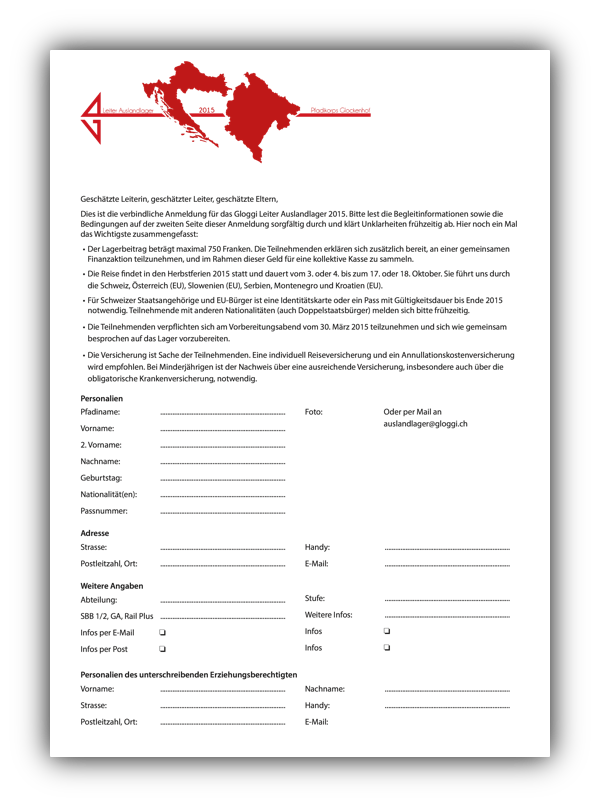 Leiter Auslandlager 2015 Pfadikorps Glockenhof
Geschätzte Leiterin, geschätzter Leiter, geschätzte Eltern,
Dies ist die verbindliche Anmeldung für das Gloggi Leiter Auslandlager 2015. Bitte lest die Begleitinformationen sowie die
Bedingungen auf der zweiten Seite dieser Anmeldung sorgfältig durch und klärt Unklarheiten frühzeitig ab. Hier noch ein Mal
das Wichtigste zusammengefasst:
• Der Lagerbeitrag beträgt maximal 750 Franken. Die Teilnehmenden erklären sich zusätzlich bereit, an einer gemeinsamen
Finanzaktion teilzunehmen, und im Rahmen dieser Geld für eine kollektive Kasse zu sammeln.
• Die Reise findet in den Herbstferien 2015 statt und dauert vom 3. oder 4. bis zum 17. oder 18. Oktober. Sie führt uns durch
die Schweiz, Österreich (EU), Slowenien (EU), Serbien, Montenegro und Kroatien (EU).
• Für Schweizer Staatsangehörige und EU-Bürger ist eine Identitätskarte oder ein Pass mit Gültigkeitsdauer bis Ende 2015
notwendig. Teilnehmende mit anderen Nationalitäten (auch Doppelstaatsbürger) melden sich bitte frühzeitig.
• Die Teilnehmenden verpflichten sich am Vorbereitungsabend vom 30. März 2015 teilzunehmen und sich wie gemeinsam
besprochen auf das Lager vorzubereiten.
• Die Versicherung ist Sache der Teilnehmenden. Eine individuell Reiseversicherung und ein Annullationskostenversicherung
wird empfohlen. Bei Minderjährigen ist der Nachweis über eine ausreichende Versicherung, insbesondere auch über die
obligatorische Krankenversicherung, notwendig.
Personalien
Pfadiname: Foto: Oder per Mail an
auslandlager@gloggi.ch
Vorname:
2. Vorname:
Nachname:
Geburtstag:
Nationalität(en):
Passnummer:
Adresse
Strasse: Handy:
Postleitzahl, Ort: E-Mail:
Weitere Angaben
Abteilung: Stufe:
SBB 1/2, GA, Rail Plus Weitere Infos:
Infos per E-Mail ❏ Infos ❏
Infos per Post ❏ Infos ❏
Personalien des unterschreibenden Erziehungsberechtigten
Vorname: Nachname:
Strasse: Handy:
Postleitzahl, Ort: E-Mail: